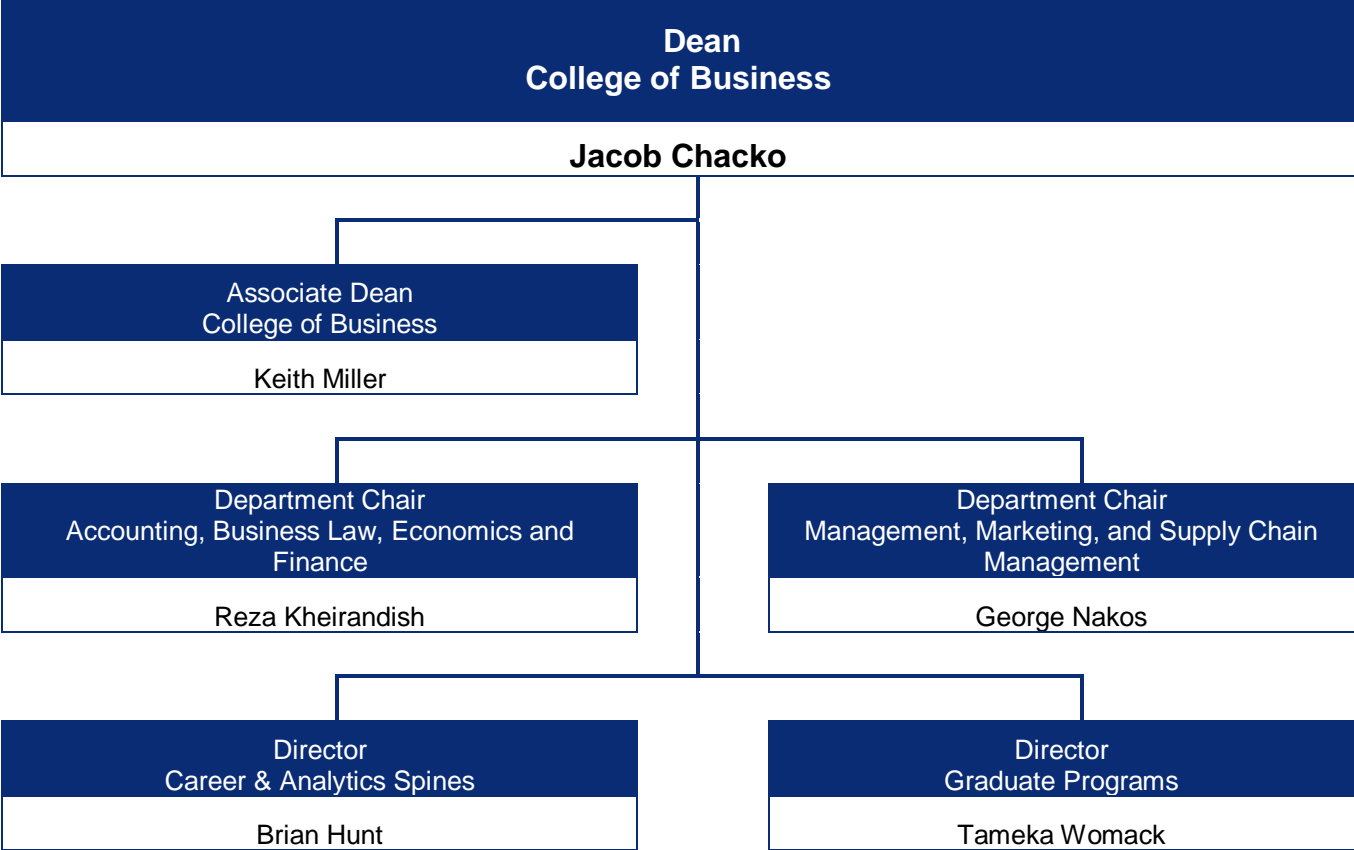 Dean
College of Business
Jacob Chacko
Associate Dean
College of Business
Keith Miller
Department Chair
Accounting, Business Law, Economics and
Finance
Reza Kheirandish
Department Chair
Management, Marketing, and Supply Chain
Management
George Nakos
Director
Career & Analytics Spines
Brian Hunt
Director
Graduate Programs
Tameka Womack